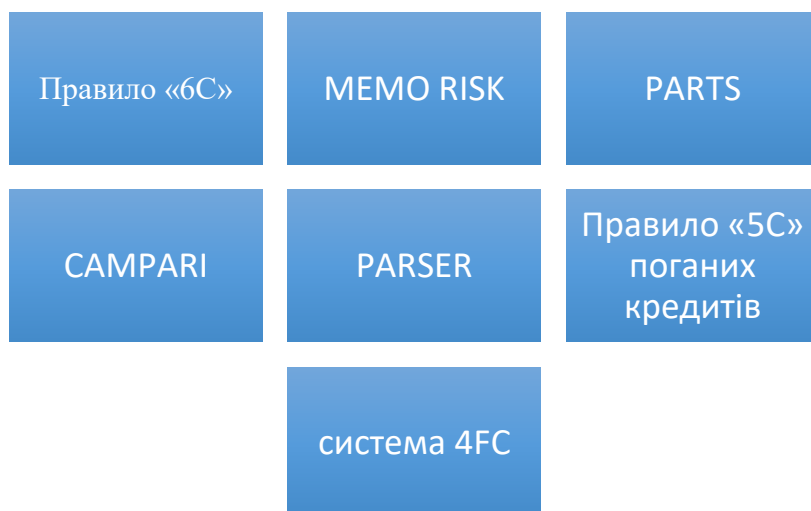 Правило «6С»
MEMO RISK
PARTS
CAMPARI
PARSER
Правило «5С»
поганих
кредитів
система 4FC